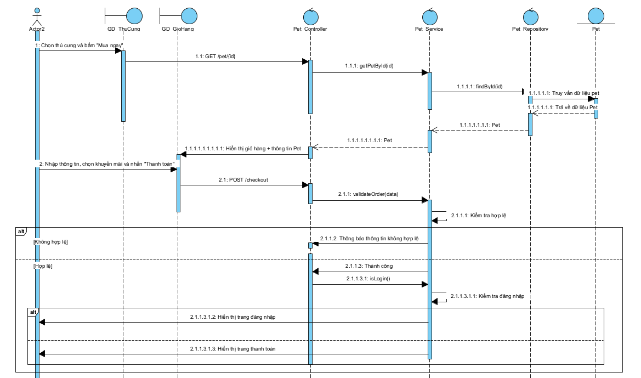 Actor2
GD_ThuCung
GD_GioHang
Pet_Controller
Pet_Service
Pet_Repository
Pet
1: Chọn thú cưng và bấm "Mua ngay"
1.1: GET /pet/{id}
1.1.1: getPetById(id)
1.1.1.1: findById(id)
1.1.1.1.1: Truy vấn dữ liệu pet
1.1.1.1.1.1: Trả về dữ liệu Pet
1.1.1.1.1.1.1: Pet
1.1.1.1.1.1.1.1: Pet
1.1.1.1.1.1.1.1.1: Hiển thị giỏ hàng + thông tin Pet
2: Nhập thông tin, chọn khuyến mãi và nhấn "Thanh toán"
2.1: POST /checkout
2.1.1: validateOrder(data)
2.1.1.1: Kiểm tra hợp lệ
alt
[Không hợp lệ]
2.1.1.2: Thông báo thông tin không hợp lệ
[Hợp lệ]
2.1.1.3: Thành công
2.1.1.3.1: isLogin()
2.1.1.3.1.1: Kiểm tra đăng nhập
alt
2.1.1.3.1.2: Hiển thị trang đăng nhập
2.1.1.3.1.3: Hiển thị trang thanh toán